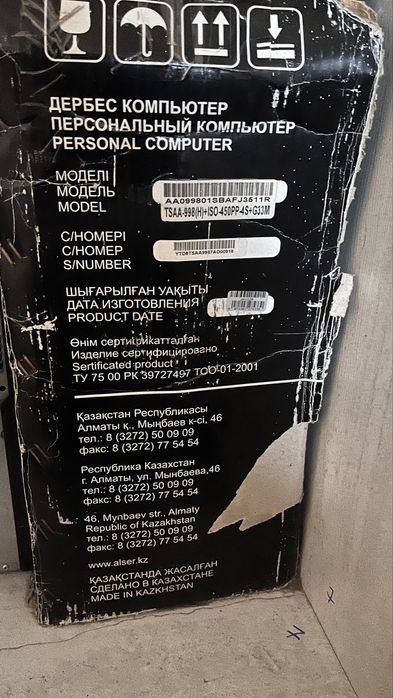 ДЕРБЕС КОМПЬЮТЕР
ПЕРСОНАЛЬНЫЙ КОМПЬЮТЕР
PERSONAL COMPUTER
МОДЕЛІ
МОДЕЛЬ
MODEL
AA099801SBAFJ3611R
TSAA-998(H)+ISO-450PP-4S+G33M
С/НОМЕРІ
С/НОМЕР
S/NUMBER
ШЫҒАРЫЛҒАН УАҚЫТЫ
ДАТА ИЗГОТОВЛЕНИЯ
PRODUCT DATE
Өнім сертификатталған
Изделие сертифицировано
Sertificated product
ТУ 75 00 РК 39727497 ТОО-01-2001
Қазақстан Республикасы
Алматы қ., Мыңбаев к-сі, 46
тел.: 8 (3272) 50 09 09
факс: 8 (3272) 77 54 54
Республика Казахстан
г. Алматы, ул. Мынбаева,46
тел.: 8 (3272) 50 09 09
факс: 8 (3272) 77 54 54
46, Mynbaev str., Almaty
Republic of Kazakhstan
тел.: 8 (3272) 50 09 09
факс: 8 (3272) 77 54 54
www.alser.kz
ҚАЗАҚСТАНДА ЖАСАЛҒАН
СДЕЛАНО В КАЗАХСТАНЕ
MADE IN KAZKHSTAN